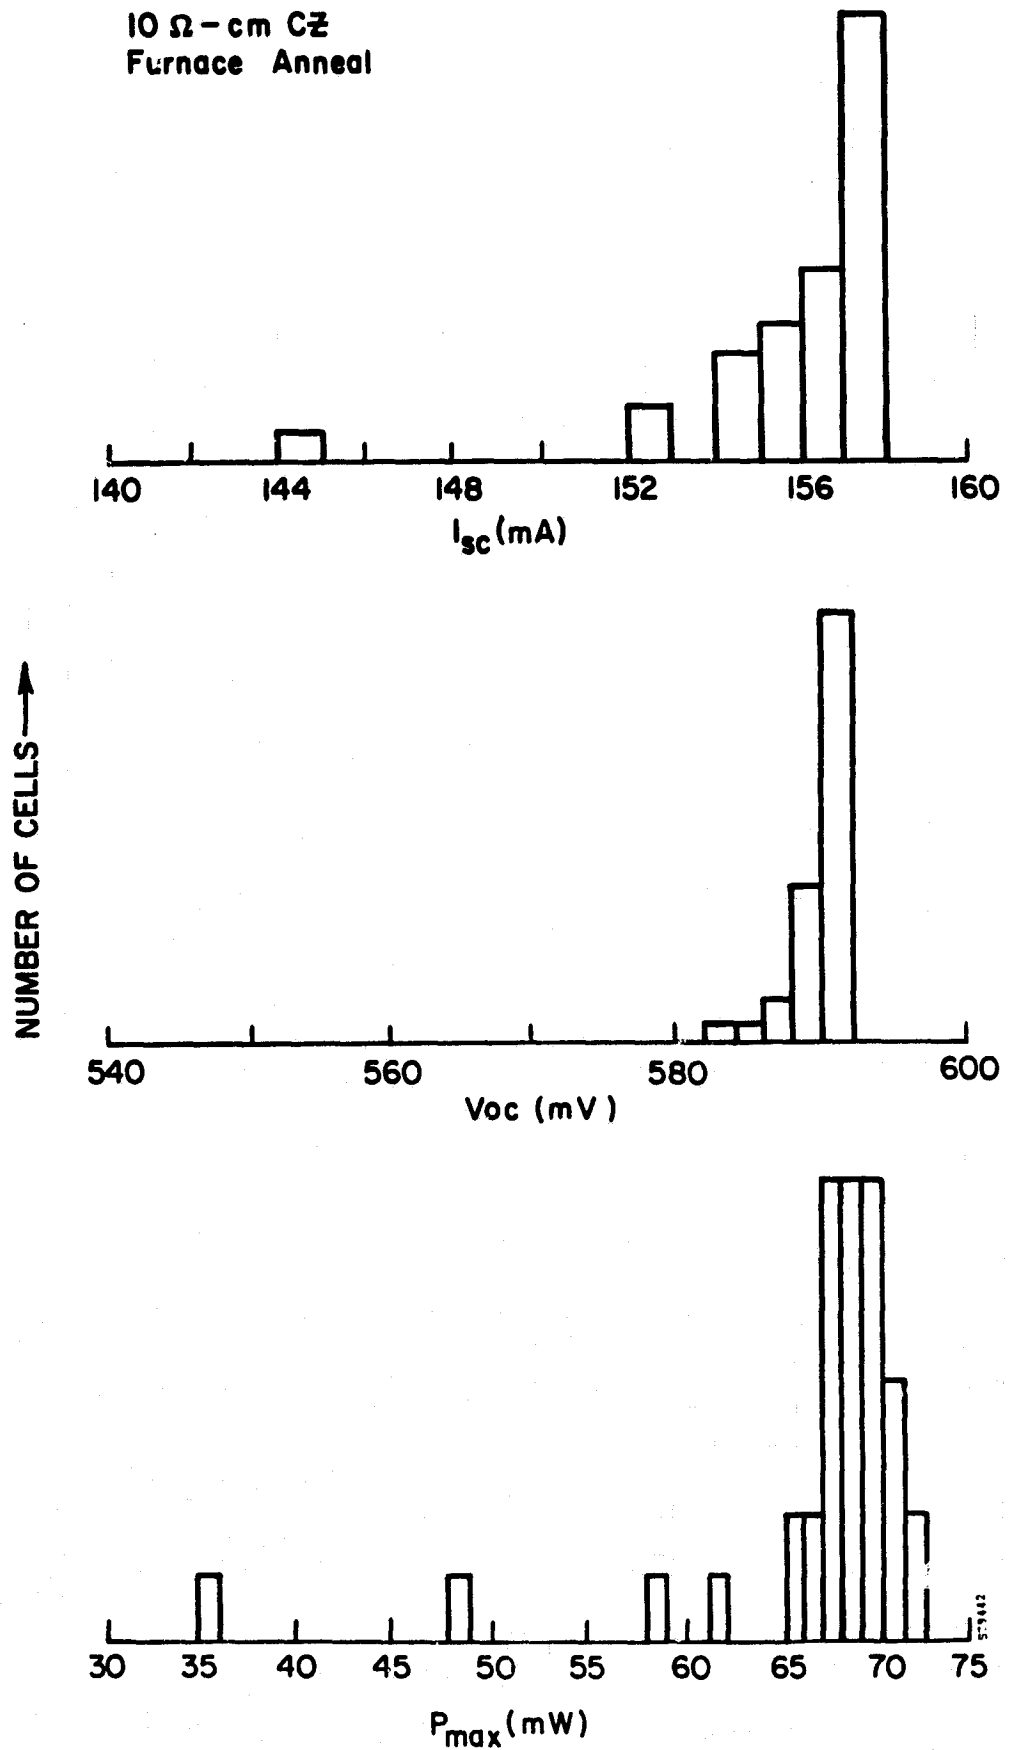 10 Ω-cm CZ
Furnace Anneal
140 144 148 152 156 160
Isc (mA)
NUMBER OF CELLS
540 560 580 600
Voc (mV)
30 35 40 45 50 55 60 65 70 75
Pmax (mW)